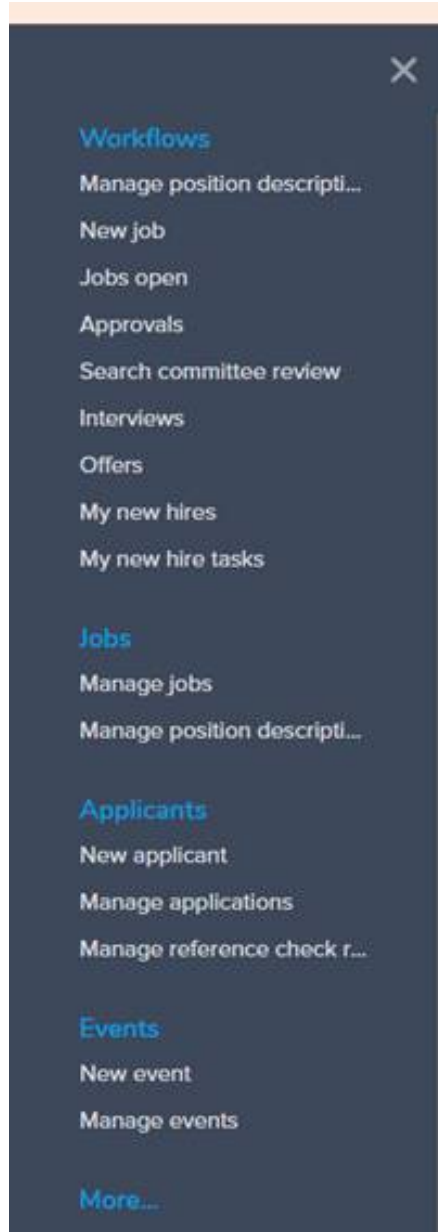 Workflows
Manage position descripti...
New job
Jobs open
Approvals
Search committee review
Interviews
Offers
My new hires
My new hire tasks
Jobs
Manage jobs
Manage position descripti...
Applicants
New applicant
Manage applications
Manage reference check r...
Events
New event
Manage events
More...